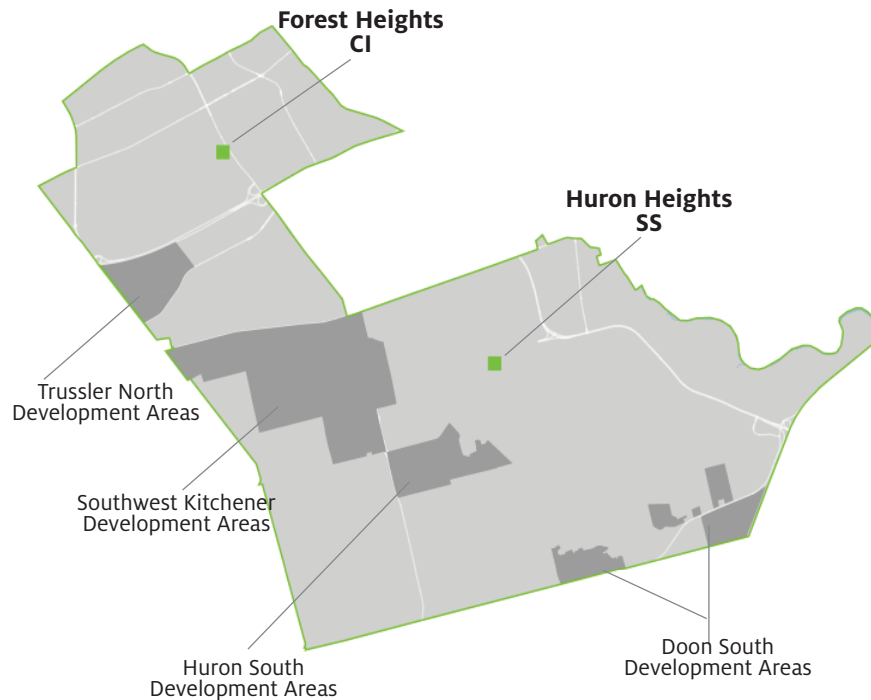 Forest Heights
CI
Huron Heights
SS
Trussler North
Development Areas
Southwest Kitchener
Development Areas
Huron South
Development Areas
Doon South
Development Areas